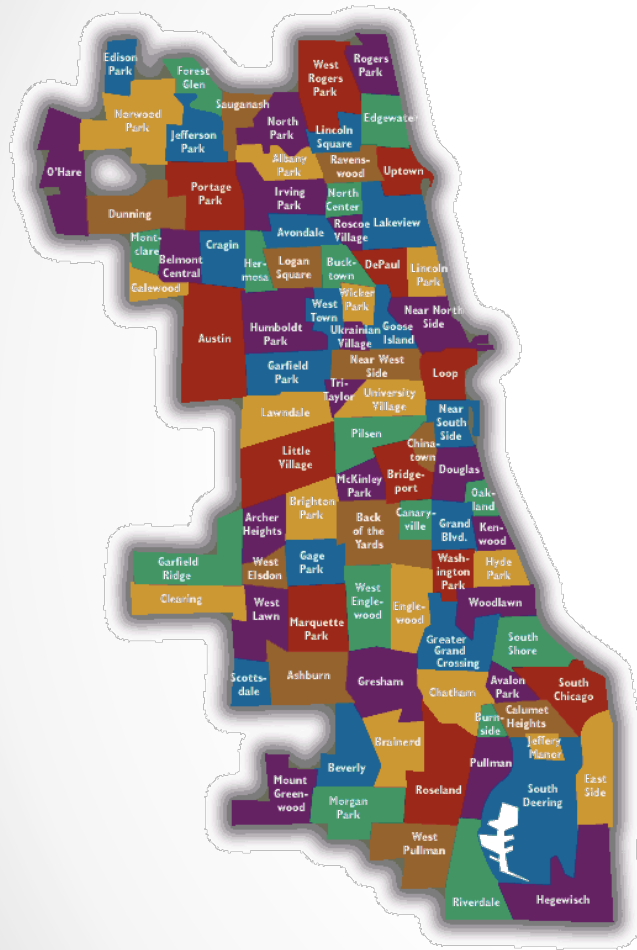 Edison
Park
Forest
Glen
West
Rogers
Park
Rogers
Park
Norwood
Park
Sauganash
Jefferson
Park
North
Park
Lincoln
Square
Edgewater
O'Hare
Albany
Park
Ravens-
wood
Uptown
Portage
Park
Irving
Park
North
Center
Dunning
Avondale
Roscoe
Village
Lakeview
Mont-
clare
Belmont
Central
Cragin
Her-
mosa
Logan
Square
Buck-
town
DePaul
Lincoln
Park
Galewood
West
Town
Wicker
Park
Near North
Side
Austin
Humboldt
Park
Ukrainian
Village
Goose
Island
Garfield
Park
Near West
Side
Loop
Tri-
Taylor
University
Village
Lawndale
Near
South
Side
Pilsen
China-
town
Little
Village
McKinley
Park
Bridge-
port
Douglas
Brighton
Park
Oak-
land
Archer
Heights
Back
of the
Yards
Canary-
ville
Grand
Blvd.
Ken-
wood
Garfield
Ridge
West
Elsdon
Gage
Park
Wash-
ington
Park
Hyde
Park
Clearing
West
Lawn
Marquette
Park
West
Engle-
wood
Engle-
wood
Woodlawn
Greater
Grand
Crossing
South
Shore
Scotts-
dale
Ashburn
Gresham
Chatham
Avalon
Park
South
Chicago
Burn-
side
Calumet
Heights
Brainerd
Jeffery
Manor
Beverly
Pullman
East
Side
Mount
Green-
wood
Roseland
South
Deering
Morgan
Park
West
Pullman
Riverdale
Hegewisch